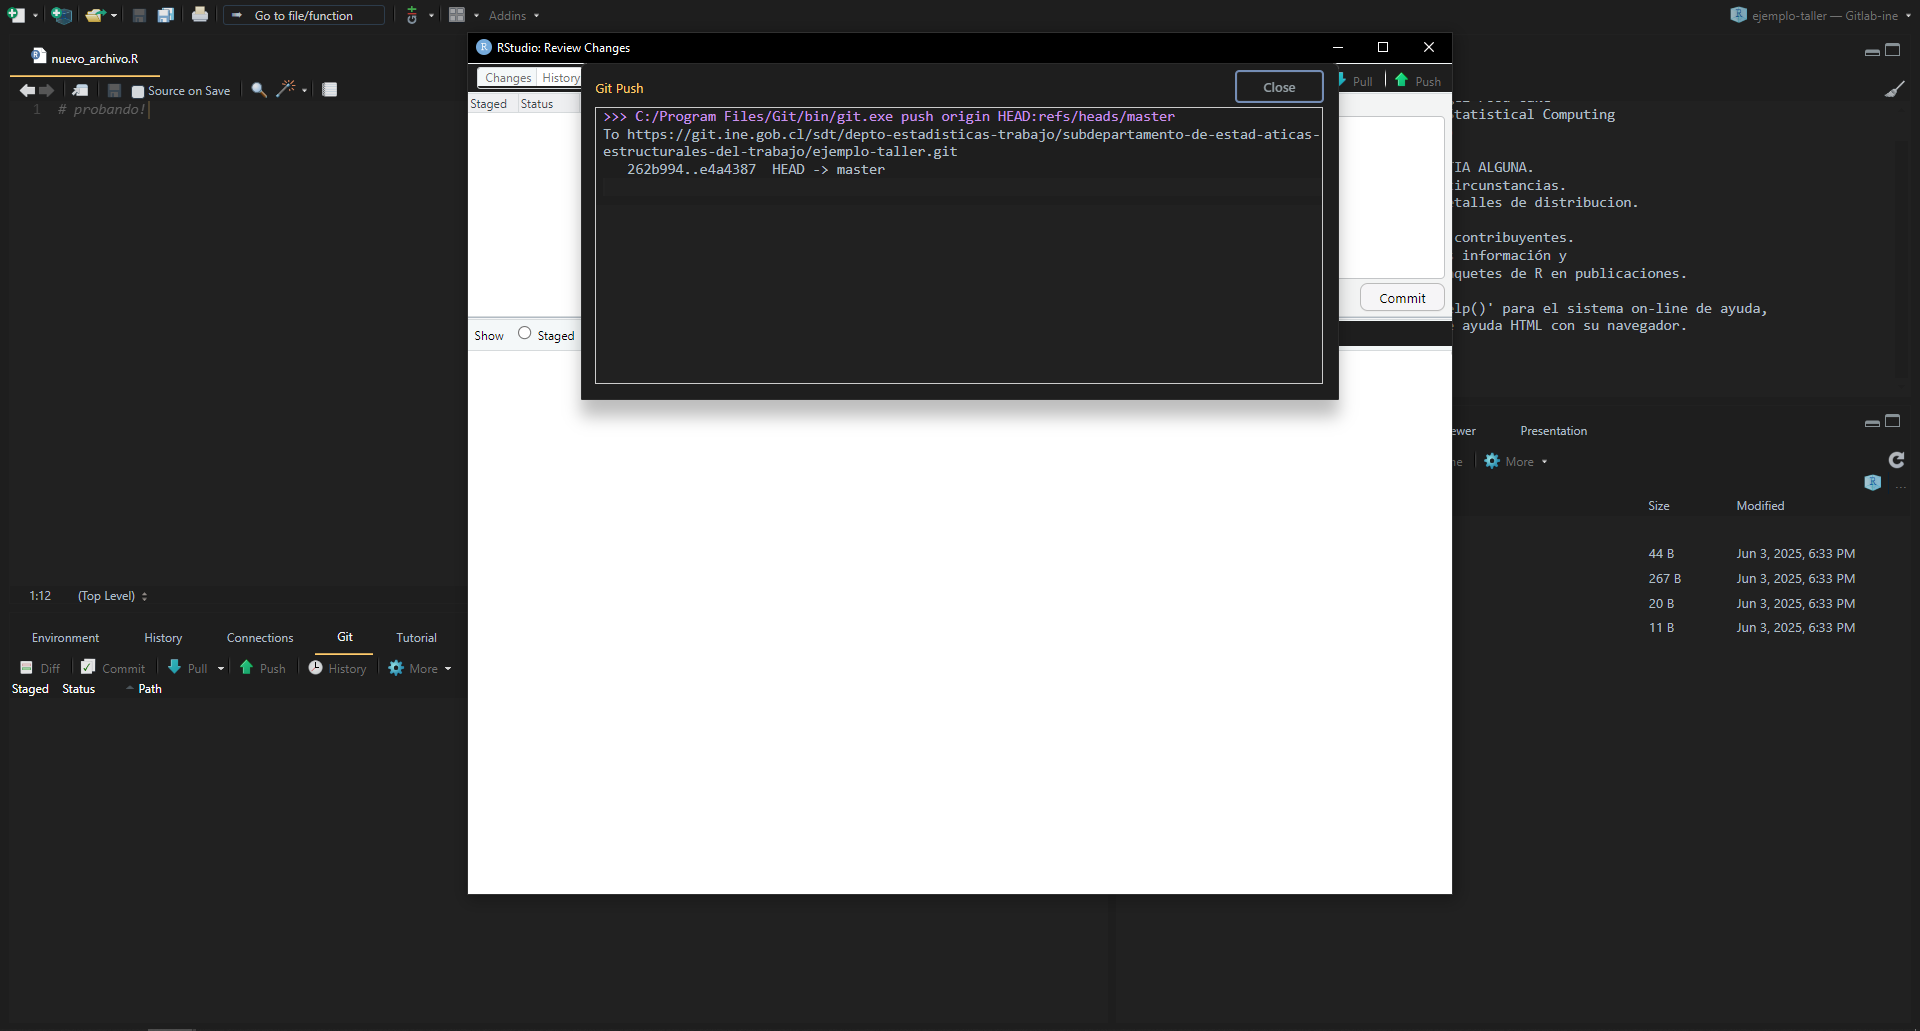 Go to file/function
Addins
ejemplo-taller — Gitlab-ine
nuevo_archivo.R
Source on Save
1 # probando!
1:12 (Top Level)
Environment History Connections Git Tutorial
Diff Commit Pull Push History More
Staged Status Path
RStudio: Review Changes
Changes History
Pull Push
Staged Status
Git Push
Close
>>> C:/Program Files/Git/bin/git.exe push origin HEAD:refs/heads/master
To https://git.ine.gob.cl/sdt/depto-estadisticas-trabajo/subdepartamento-de-estad-aticas-
estructurales-del-trabajo/ejemplo-taller.git
262b994..e4a4387 HEAD -> master
Commit
Show Staged
tatistical Computing
IA ALGUNA.
ircunstancias.
talles de distribucion.
contribuyentes.
información y
quetes de R en publicaciones.
lp()' para el sistema on-line de ayuda,
ayuda HTML con su navegador.
ewer Presentation
ne More
...
Size Modified
44 B Jun 3, 2025, 6:33 PM
267 B Jun 3, 2025, 6:33 PM
20 B Jun 3, 2025, 6:33 PM
11 B Jun 3, 2025, 6:33 PM